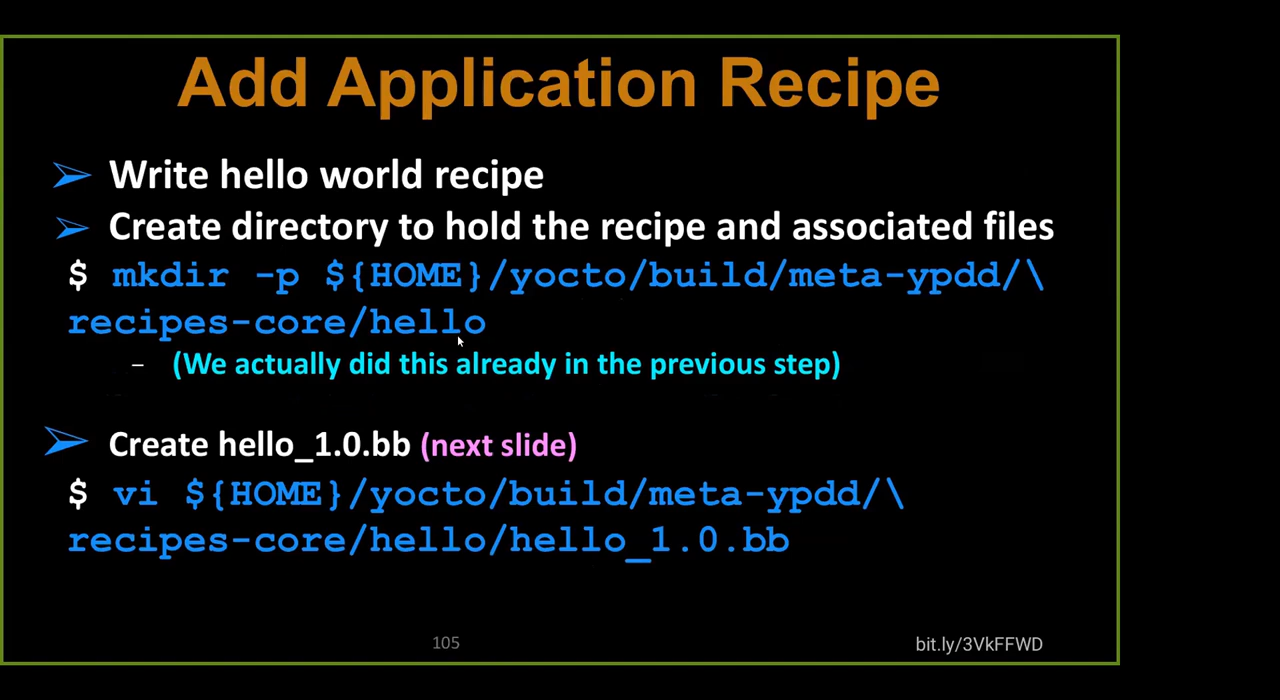 Add Application Recipe
➢ Write hello world recipe
➢ Create directory to hold the recipe and associated files
$ mkdir -p ${HOME}/yocto/build/meta-ypdd/\
recipes-core/hello
– (We actually did this already in the previous step)
➢ Create hello_1.0.bb (next slide)
$ vi ${HOME}/yocto/build/meta-ypdd/\
recipes-core/hello/hello_1.0.bb
105
bit.ly/3VkFFWD